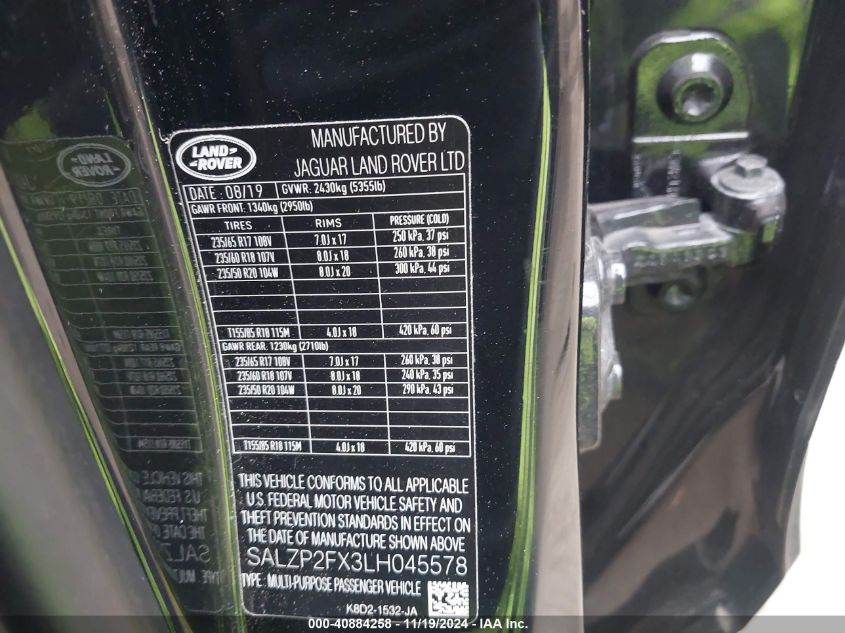 LAND
ROVER
MANUFACTURED BY
JAGUAR LAND ROVER LTD
DATE: 08/19 GVWR: 2430kg (5355lb)
GAWR FRONT: 1340kg (2950lb)
TIRES RIMS PRESSURE (COLD)
235/65 R17 108V 7.0J x 17 250 kPa, 37 psi
235/60 R18 107V 8.0J x 18 260 kPa, 38 psi
235/50 R20 104W 8.0J x 20 300 kPa, 44 psi
T155/85 R18 115M 4.0J x 18 420 kPa, 60 psi
GAWR REAR: 1230kg (2710lb)
235/65 R17 108V 7.0J x 17 260 kPa, 38 psi
235/60 R18 107V 8.0J x 18 240 kPa, 35 psi
235/50 R20 104W 8.0J x 20 290 kPa, 43 psi
T155/85 R18 115M 4.0J x 18 420 kPa, 60 psi
THIS VEHICLE CONFORMS TO ALL APPLICABLE
U.S. FEDERAL MOTOR VEHICLE SAFETY AND
THEFT PREVENTION STANDARDS IN EFFECT ON
THE DATE OF MANUFACTURE SHOWN ABOVE
SALZP2FX3LH045578
TYPE: MULTI-PURPOSE PASSENGER VEHICLE
K8D2-1532-JA
000-40884258 - 11/19/2024 - IAA Inc.